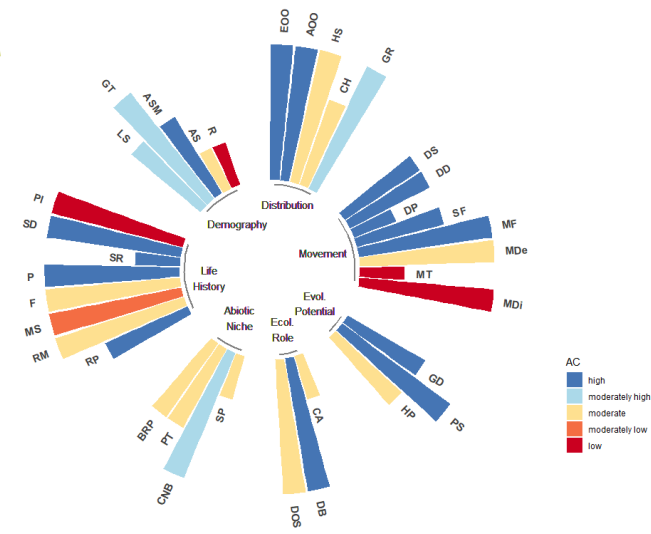 EOO
AOO
HS
CH
GR
DS
DD
DP
SF
MF
MDe
MT
MDi
GD
PS
HP
CA
DB
DOS
SP
CNB
PT
BRP
RP
RM
MS
F
P
SR
SD
PI
LS
GT
ASM
AS
R
Distribution
Demography
Movement
Life
History
Evol.
Potential
Abiotic
Niche
Ecol.
Role
AC
high
moderately high
moderate
moderately low
low